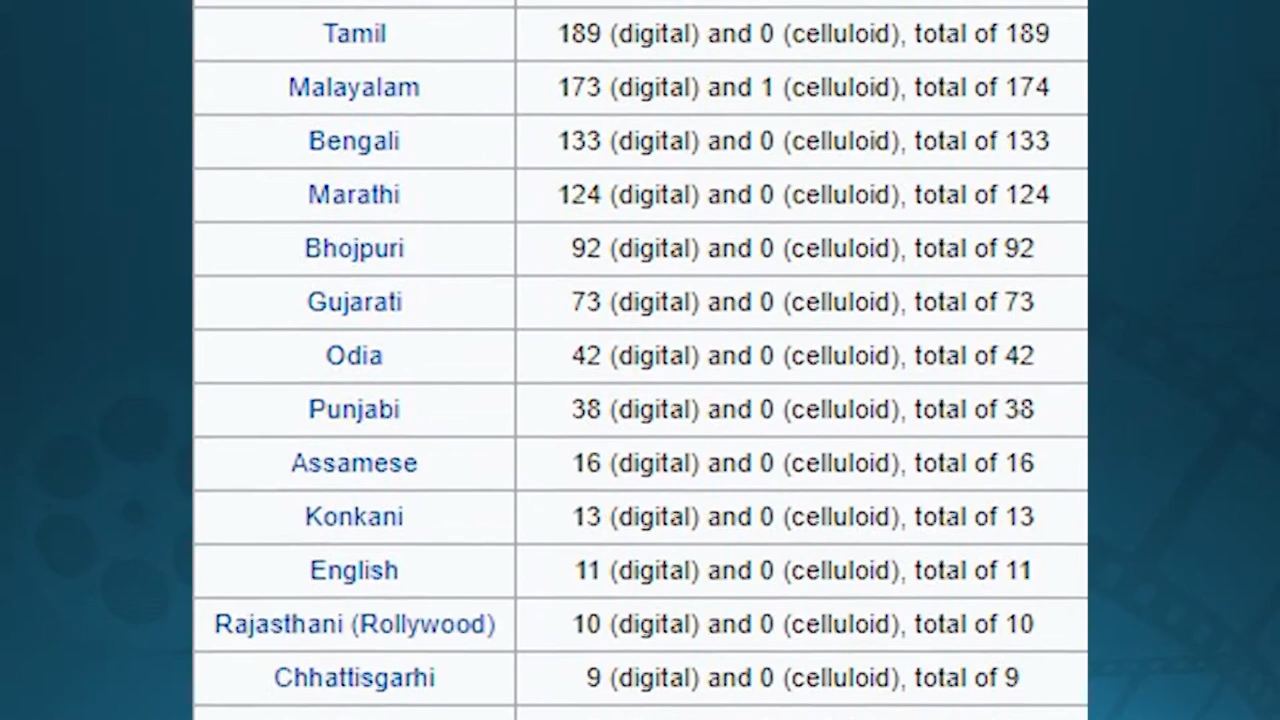 Tamil 189 (digital) and 0 (celluloid), total of 189
Malayalam 173 (digital) and 1 (celluloid), total of 174
Bengali 133 (digital) and 0 (celluloid), total of 133
Marathi 124 (digital) and 0 (celluloid), total of 124
Bhojpuri 92 (digital) and 0 (celluloid), total of 92
Gujarati 73 (digital) and 0 (celluloid), total of 73
Odia 42 (digital) and 0 (celluloid), total of 42
Punjabi 38 (digital) and 0 (celluloid), total of 38
Assamese 16 (digital) and 0 (celluloid), total of 16
Konkani 13 (digital) and 0 (celluloid), total of 13
English 11 (digital) and 0 (celluloid), total of 11
Rajasthani (Rollywood) 10 (digital) and 0 (celluloid), total of 10
Chhattisgarhi 9 (digital) and 0 (celluloid), total of 9